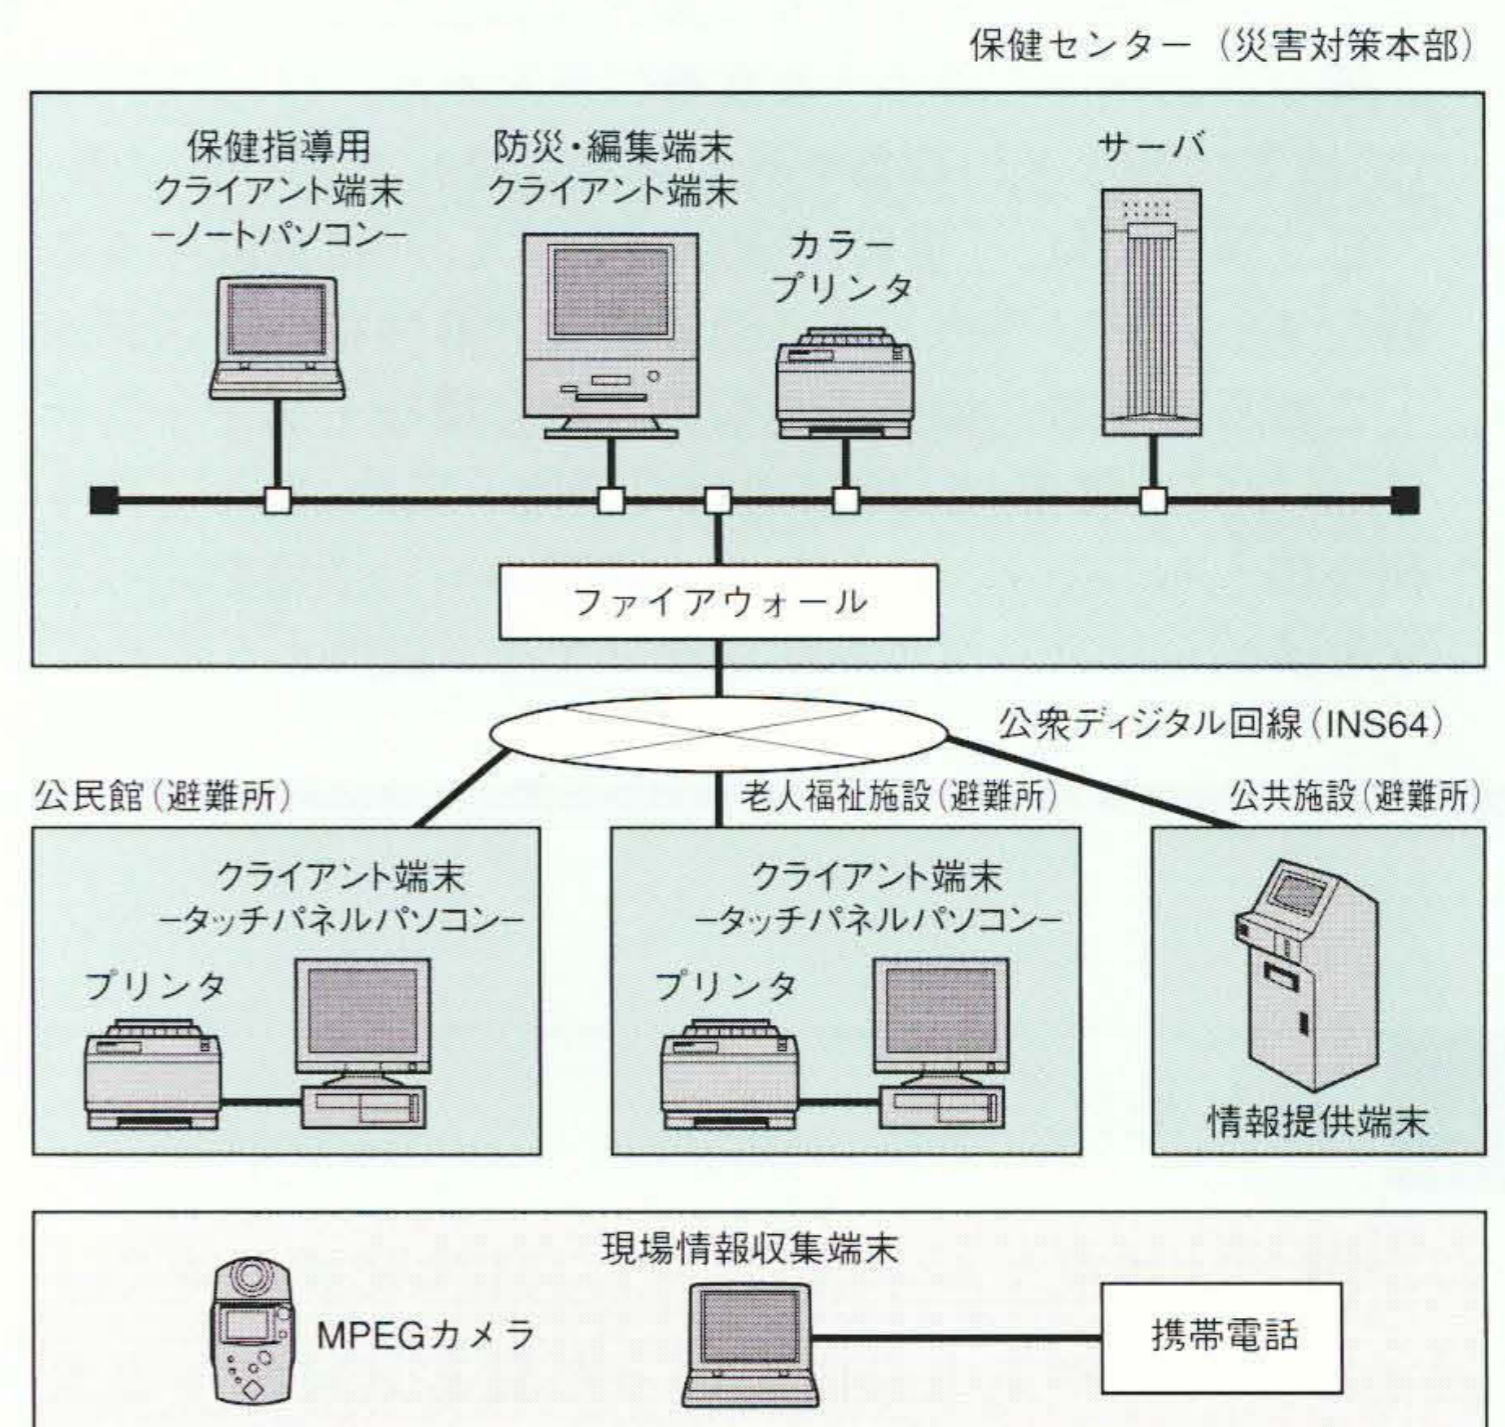 保健センター（災害対策本部）
保健指導用
クライアント端末
−ノートパソコン−
防災・編集端末
クライアント端末
カラー
プリンタ
サーバ
ファイアウォール
公衆ディジタル回線（INS64）
公民館（避難所）
クライアント端末
−タッチパネルパソコン−
プリンタ
老人福祉施設（避難所）
クライアント端末
−タッチパネルパソコン−
プリンタ
公共施設（避難所）
情報提供端末
現場情報収集端末
MPEGカメラ
携帯電話